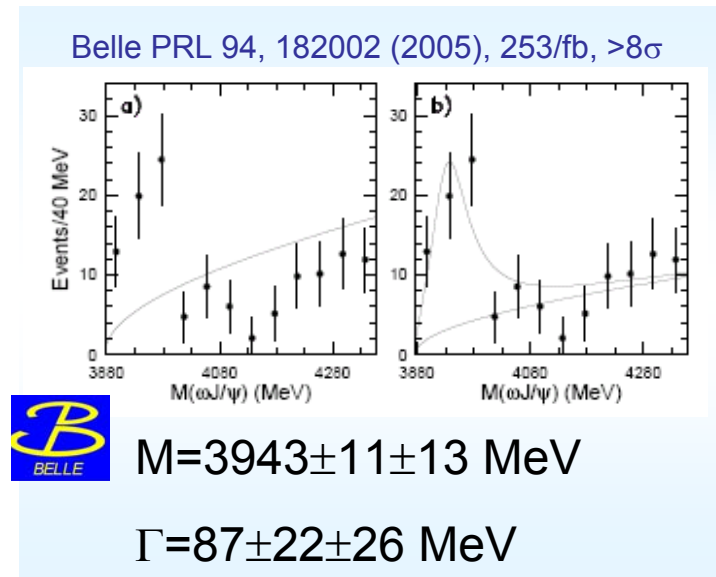 Belle PRL 94, 182002 (2005), 253/fb, >8σ
a)
b)
Events/40 MeV
30
20
10
0
3880 4080 4280
M(ωJ/ψ) (MeV)
30
20
10
0
3880 4080 4280
M(ωJ/ψ) (MeV)
B
BELLE
M=3943±11±13 MeV
Γ=87±22±26 MeV